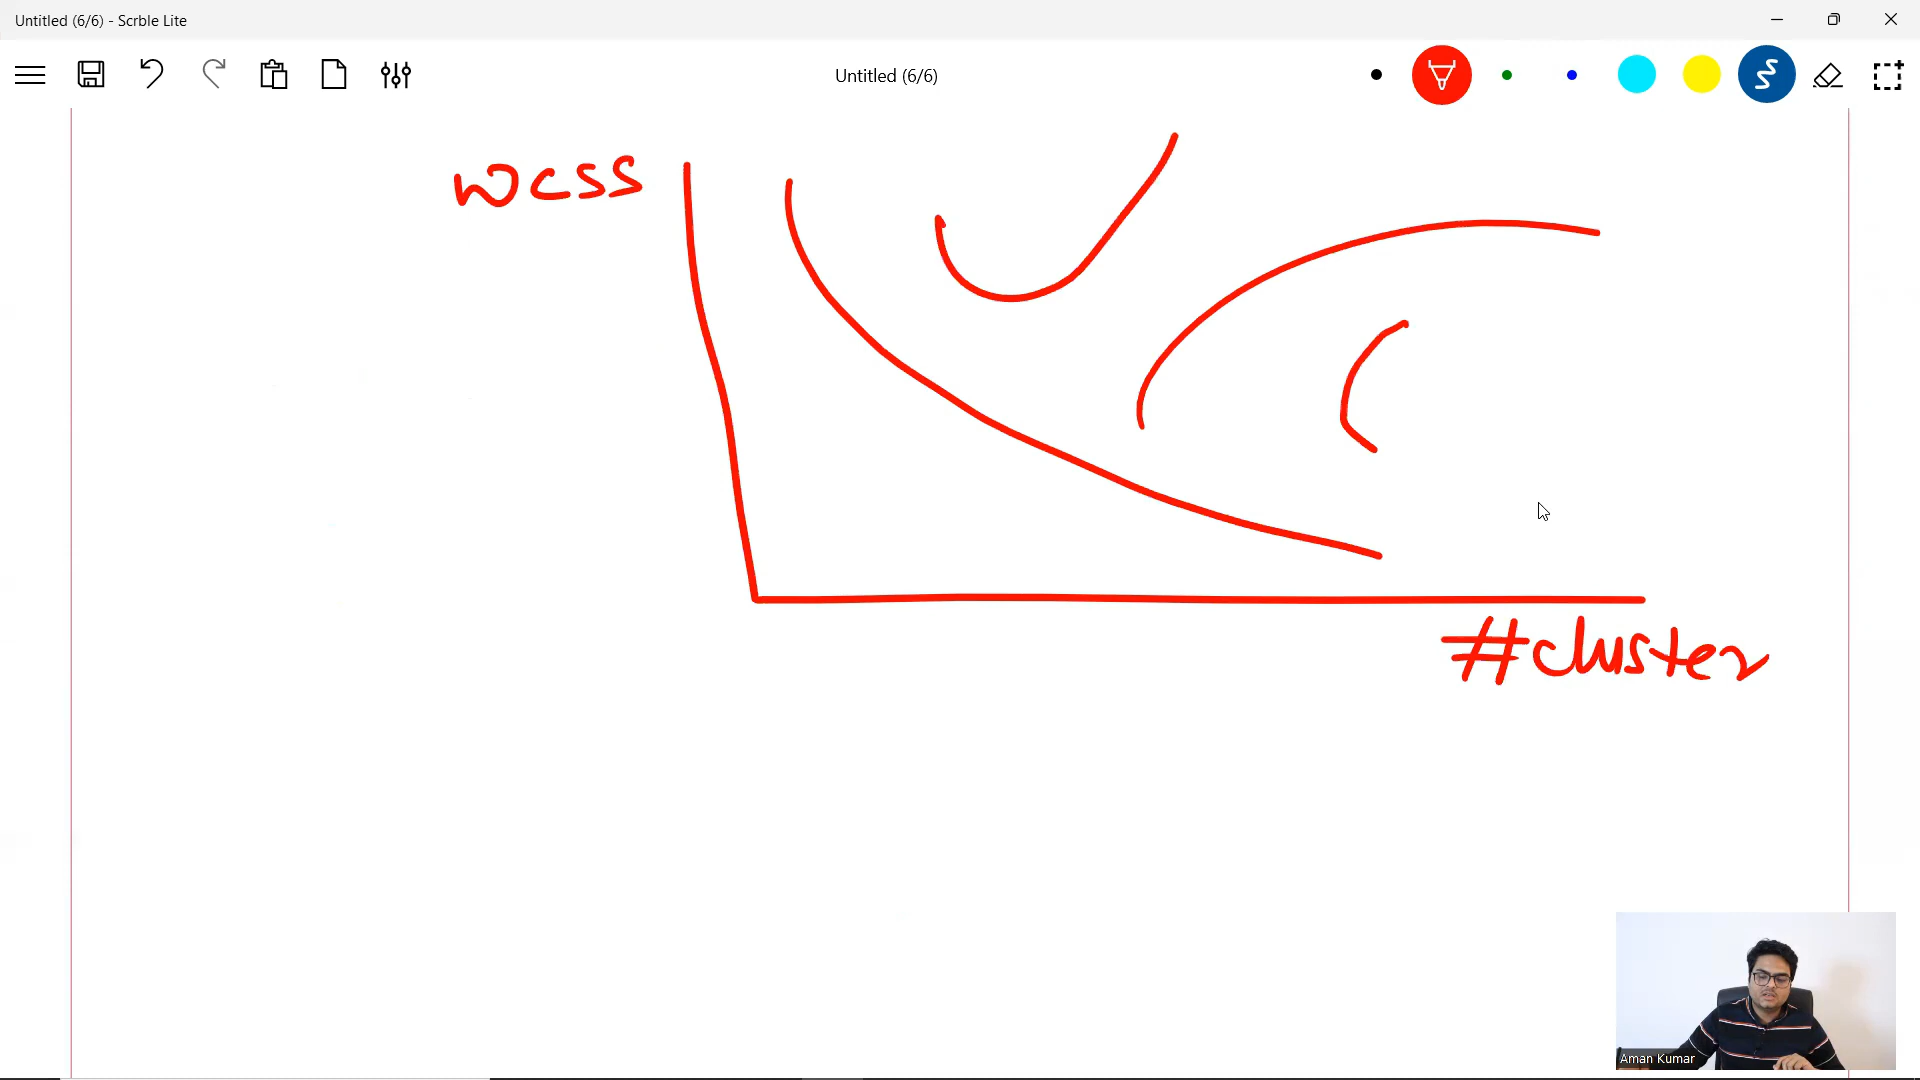 Untitled (6/6) - Scrble Lite
Untitled (6/6)
wcss
#cluster
Aman Kumar